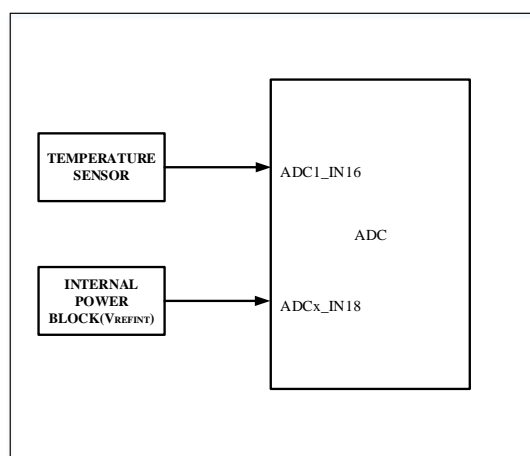 TEMPERATURE
SENSOR
ADC1_IN16
ADC
INTERNAL
POWER
BLOCK(VREFINT)
ADCx_IN18